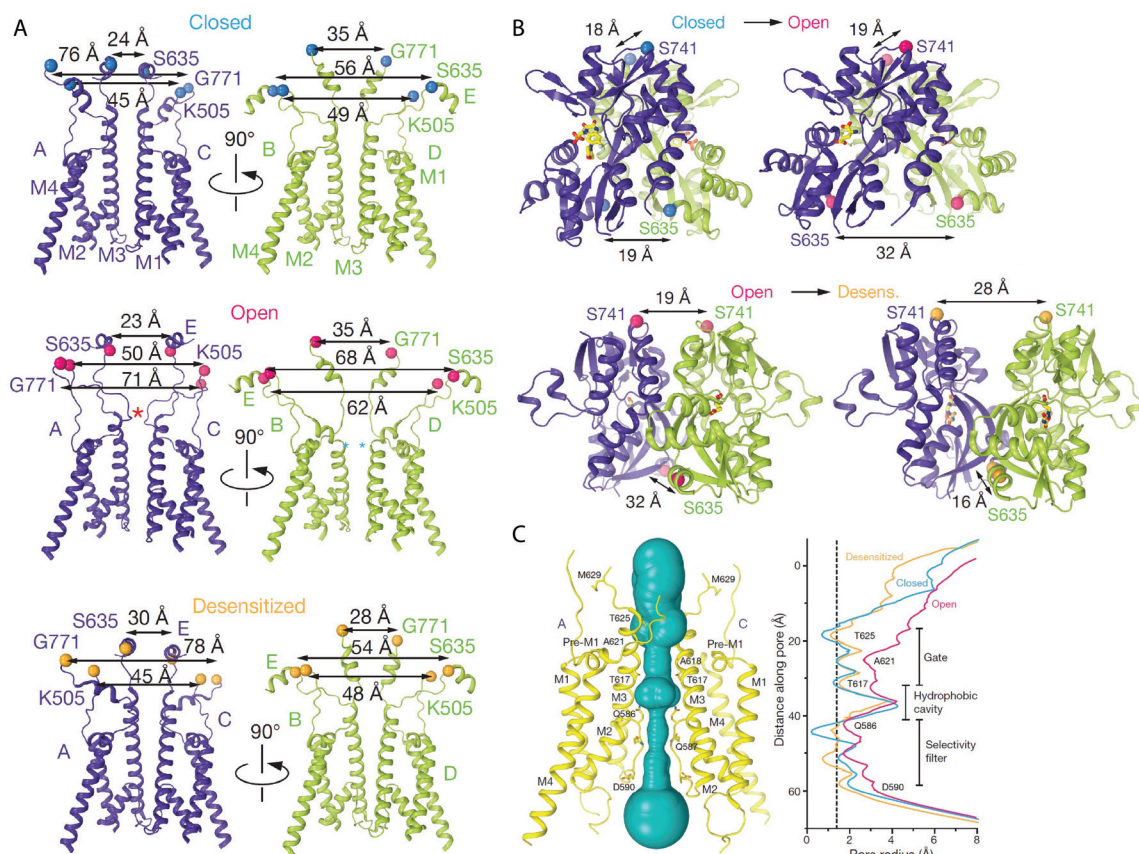 A
Closed
24 Å
76 Å
S635
G771
45 Å
K505
A
C
M4
M2
M3
M1
90°
35 Å
G771
56 Å
S635
E
49 Å
K505
B
D
M1
M4
M2
M3
Open
23 Å
E
S635
50 Å
K505
G771
71 Å
*
A
C
90°
35 Å
G771
68 Å
S635
E
K505
62 Å
B
D
* *
Desensitized
30 Å
S635
E
G771
78 Å
K505
45 Å
A
C
90°
28 Å
G771
S635
54 Å
E
48 Å
K505
B
D
B
Closed
Open
18 Å
S741
S635
19 Å
19 Å
S741
S635
32 Å
Open
Desens.
19 Å
S741
S741
32 Å
S635
28 Å
S741
S741
16 Å
S635
C
M629
M629
A
C
T625
Pre-M1
A621
Pre-M1
A618
M1
T617
T617
M1
M3
M3
Q586
M4
M2
Q587
M4
D590
M2
Desensitized
Closed
Open
T625
Gate
A621
T617
Hydrophobic
cavity
Q586
Selectivity
filter
D590
Distance along pore (Å)
0
20
40
60
0 2 4 6 8
Pore radius (Å)